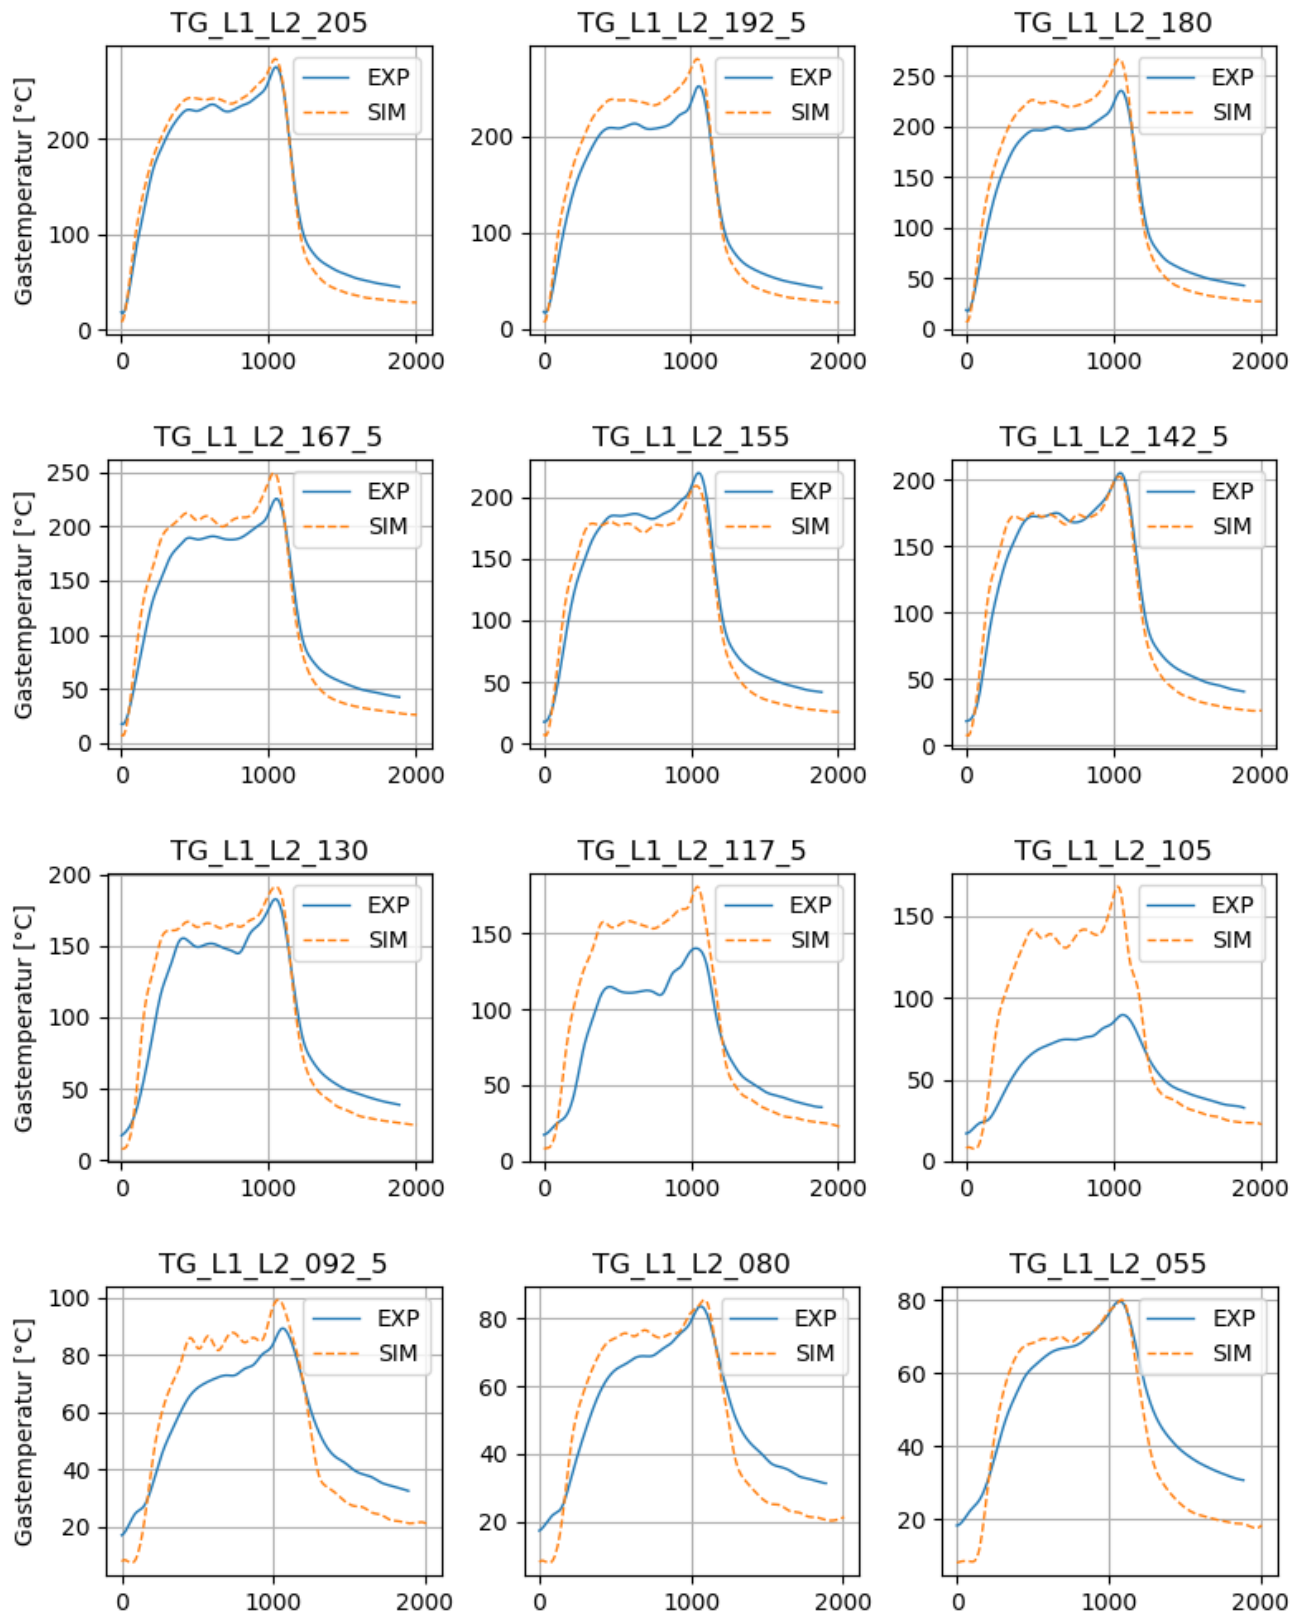 TG_L1_L2_205 TG_L1_L2_192_5 TG_L1_L2_180
Gastemperatur [°C]
200
100
0
0 1000 2000
EXP
SIM
200
100
0
0 1000 2000
EXP
SIM
250
200
150
100
50
0
0 1000 2000
EXP
SIM
TG_L1_L2_167_5 TG_L1_L2_155 TG_L1_L2_142_5
Gastemperatur [°C]
250
200
150
100
50
0
0 1000 2000
EXP
SIM
200
150
100
50
0
0 1000 2000
EXP
SIM
200
150
100
50
0
0 1000 2000
EXP
SIM
TG_L1_L2_130 TG_L1_L2_117_5 TG_L1_L2_105
Gastemperatur [°C]
200
150
100
50
0
0 1000 2000
EXP
SIM
150
100
50
0
0 1000 2000
EXP
SIM
150
100
50
0
0 1000 2000
EXP
SIM
TG_L1_L2_092_5 TG_L1_L2_080 TG_L1_L2_055
Gastemperatur [°C]
100
80
60
40
20
0 1000 2000
EXP
SIM
80
60
40
20
0 1000 2000
EXP
SIM
80
60
40
20
0 1000 2000
EXP
SIM